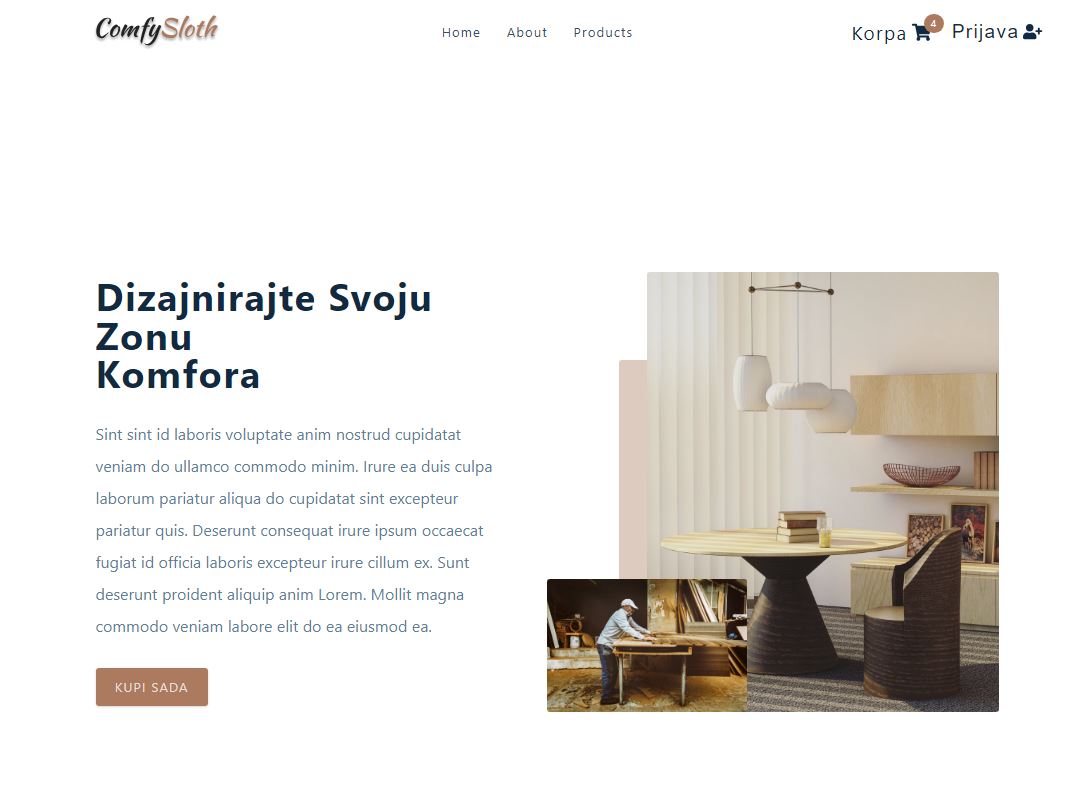 ComfySloth
Home About Products
Korpa 4 Prijava
Dizajnirajte Svoju
Zonu
Komfora
Sint sint id laboris voluptate anim nostrud cupidatat
veniam do ullamco commodo minim. Irure ea duis culpa
laborum pariatur aliqua do cupidatat sint excepteur
pariatur quis. Deserunt consequat irure ipsum occaecat
fugiat id officia laboris excepteur irure cillum ex. Sunt
deserunt proident aliquip anim Lorem. Mollit magna
commodo veniam labore elit do ea eiusmod ea.
KUPI SADA